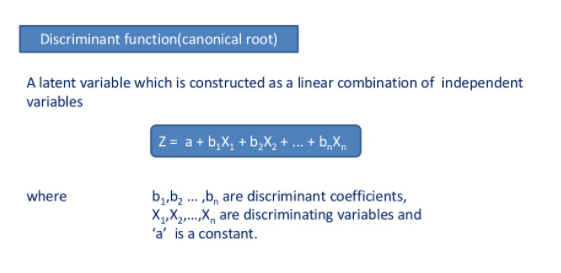 Discriminant function(canonical root)
A latent variable which is constructed as a linear combination of independent
variables
Z = a + b₁X₁ + b₂X₂ + ... + bₙXₙ
where b₁,b₂ ... ,bₙ are discriminant coefficients,
X₁,X₂,...,Xₙ are discriminating variables and
‘a’ is a constant.